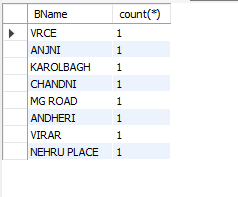 BName count(*)
VRCE 1
ANJNI 1
KAROLBAGH 1
CHANDNI 1
MG ROAD 1
ANDHERI 1
VIRAR 1
NEHRU PLACE 1